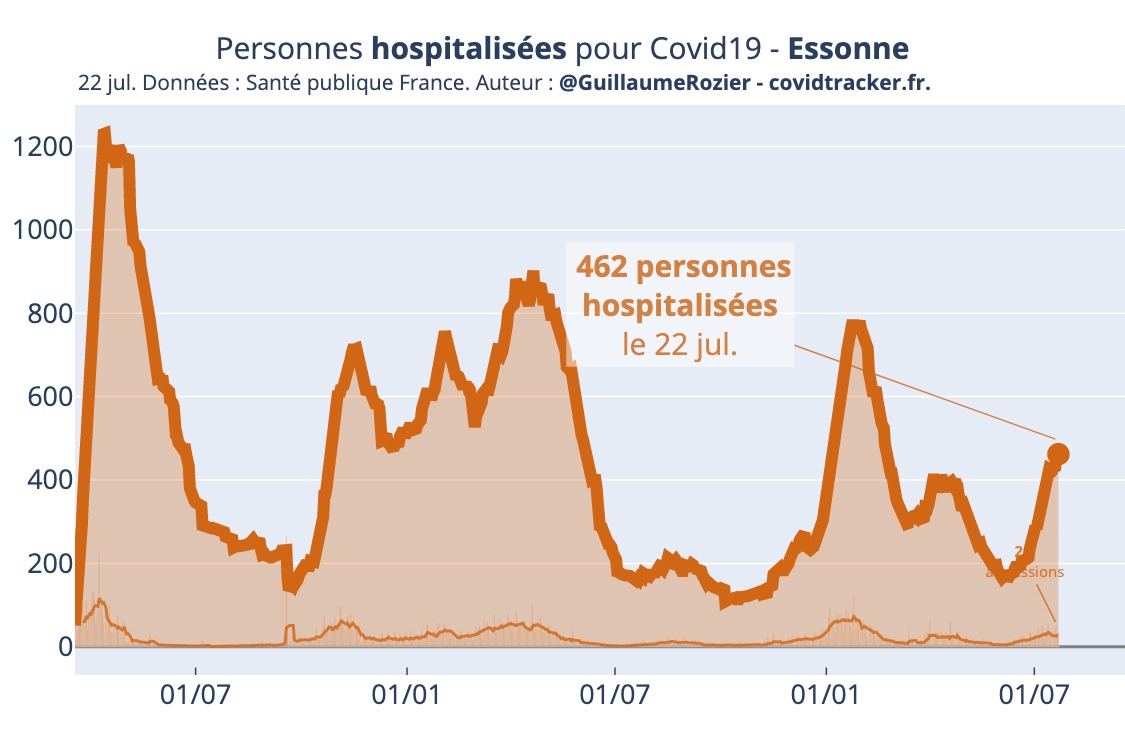 Personnes hospitalisées pour Covid19 - Essonne
22 jul. Données : Santé publique France. Auteur : @GuillaumeRozier - covidtracker.fr.
1200
1000
800
600
400
200
0
462 personnes
hospitalisées
le 22 jul.
01/07
01/01
01/07
01/01
01/07